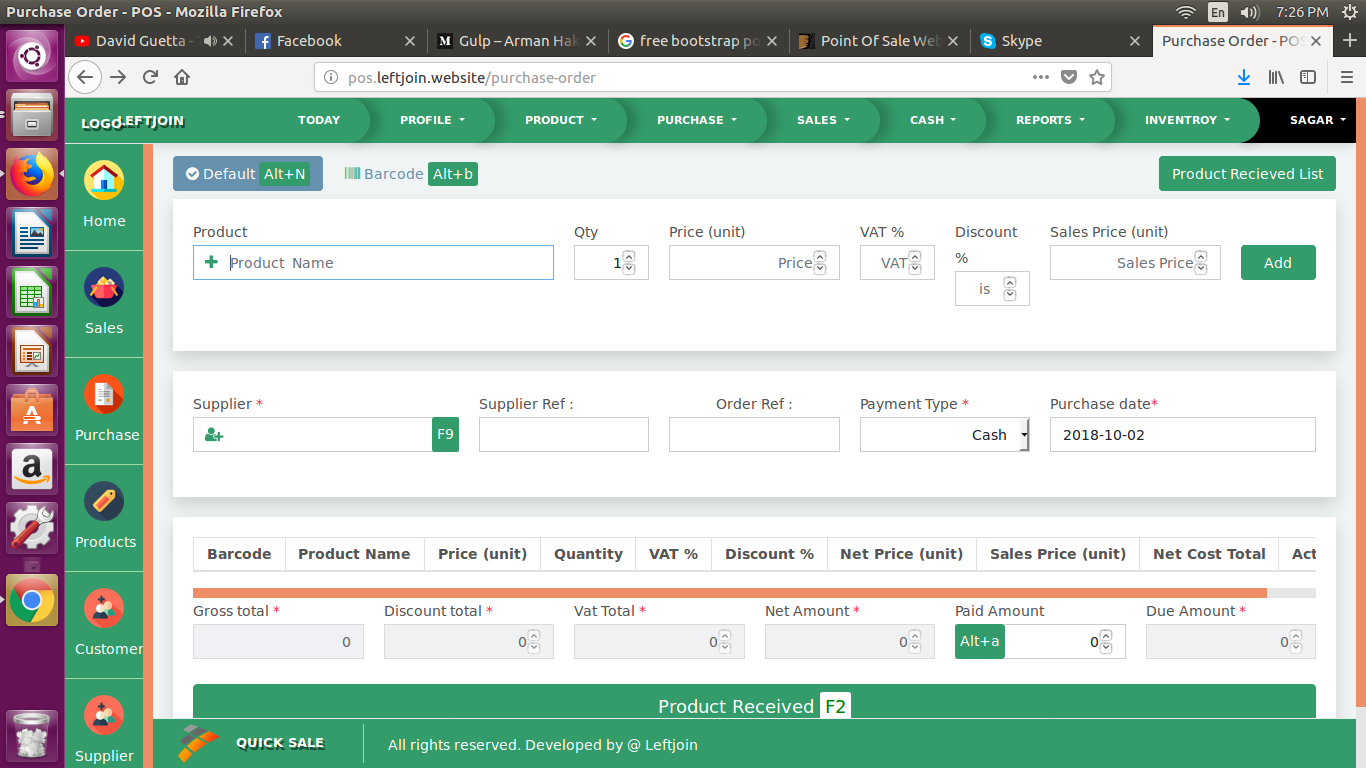 Purchase Order - POS - Mozilla Firefox
En
7:26 PM
David Guetta -
Facebook
Gulp – Arman Hak
free bootstrap po
Point Of Sale Web
Skype
Purchase Order - POS
pos.leftjoin.website/purchase-order
LOGO LEFTJOIN
TODAY
PROFILE
PRODUCT
PURCHASE
SALES
CASH
REPORTS
INVENTROY
SAGAR
Home
Sales
Purchase
Products
Customer
Supplier
Default Alt+N
Barcode Alt+b
Product Recieved List
Product
Qty
Price (unit)
VAT %
Discount %
Sales Price (unit)
Product Name
1
Price
VAT
is
Sales Price
Add
Supplier *
Supplier Ref :
Order Ref :
Payment Type *
Purchase date*
F9
Cash
2018-10-02
Barcode
Product Name
Price (unit)
Quantity
VAT %
Discount %
Net Price (unit)
Sales Price (unit)
Net Cost Total
Act
Gross total *
Discount total *
Vat Total *
Net Amount *
Paid Amount
Due Amount *
0
0
0
0
Alt+a
0
0
Product Received F2
QUICK SALE
All rights reserved. Developed by @ Leftjoin